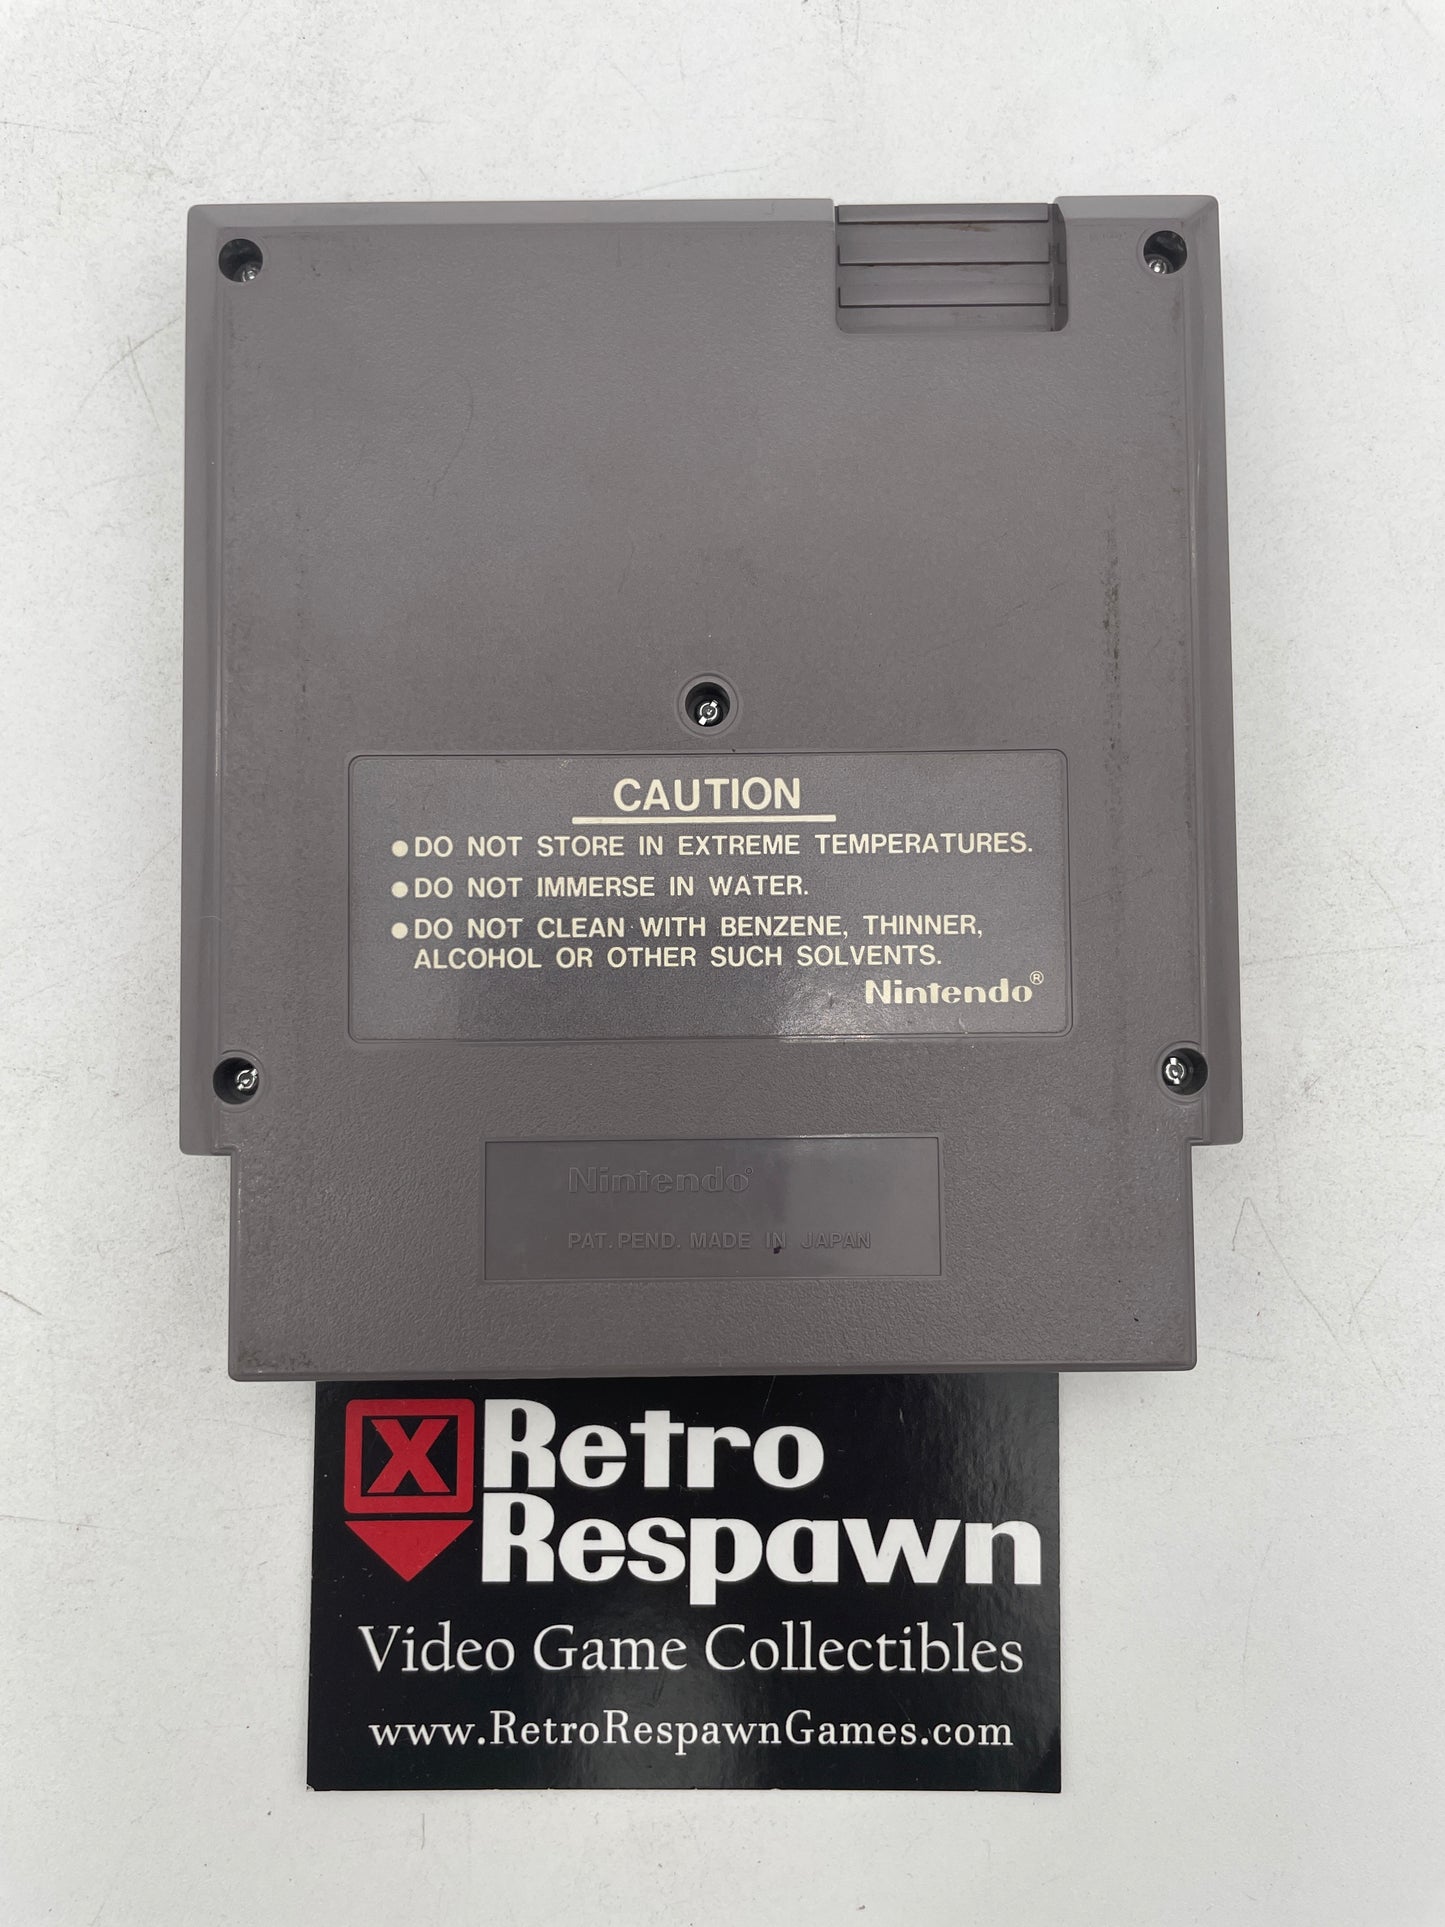 CAUTION
●DO NOT STORE IN EXTREME TEMPERATURES.
●DO NOT IMMERSE IN WATER.
●DO NOT CLEAN WITH BENZENE, THINNER,
ALCOHOL OR OTHER SUCH SOLVENTS.
Nintendo®
Nintendo®
PAT. PEND. MADE IN JAPAN
X Retro
Respawn
Video Game Collectibles
www.RetroRespawnGames.com